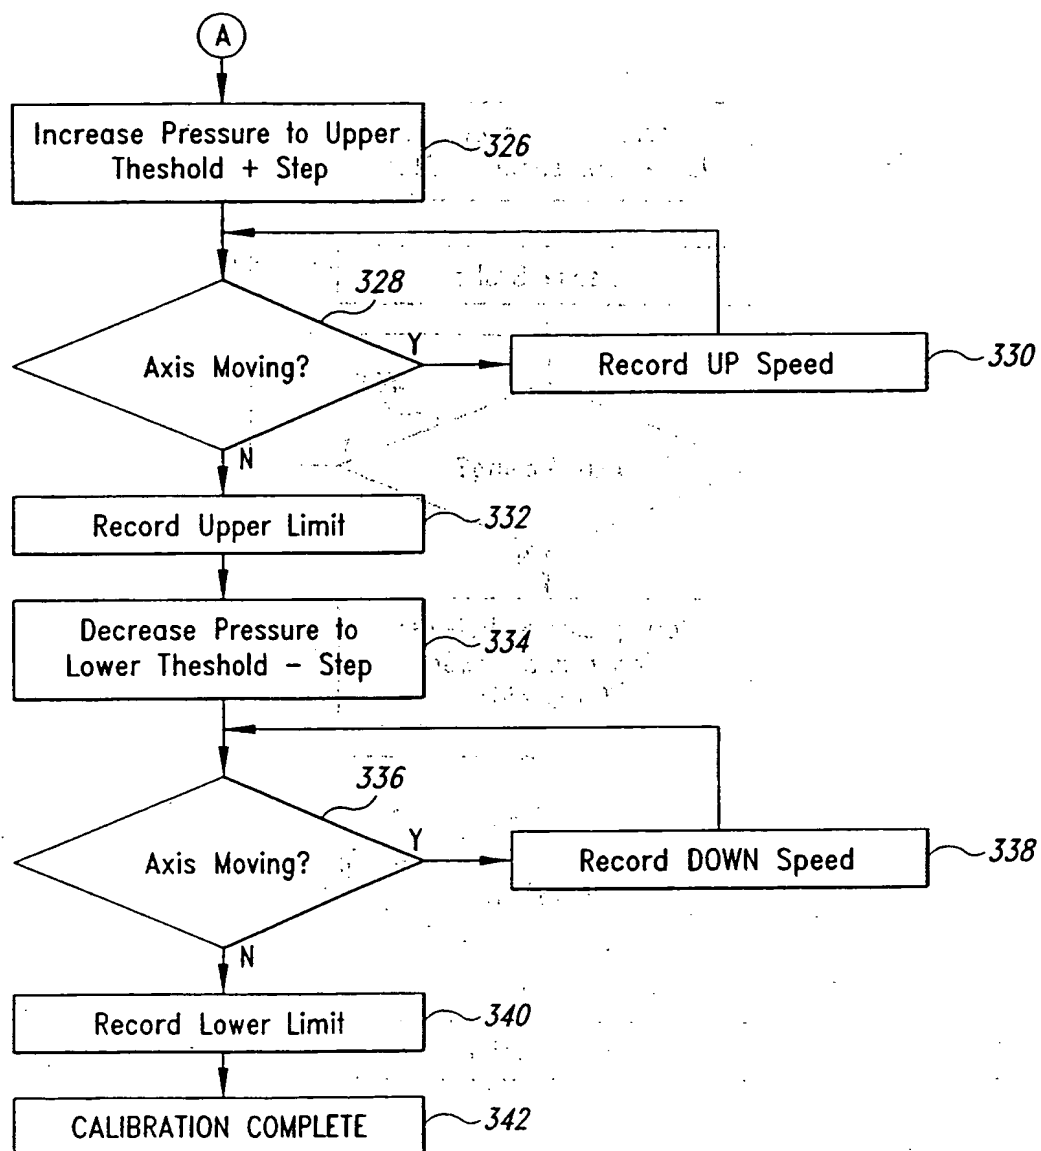 A
Increase Pressure to Upper
Theshold + Step
326
328
Axis Moving?
Y
Record UP Speed
330
N
Record Upper Limit
332
Decrease Pressure to
Lower Theshold - Step
334
336
Axis Moving?
Y
Record DOWN Speed
338
N
Record Lower Limit
340
CALIBRATION COMPLETE
342